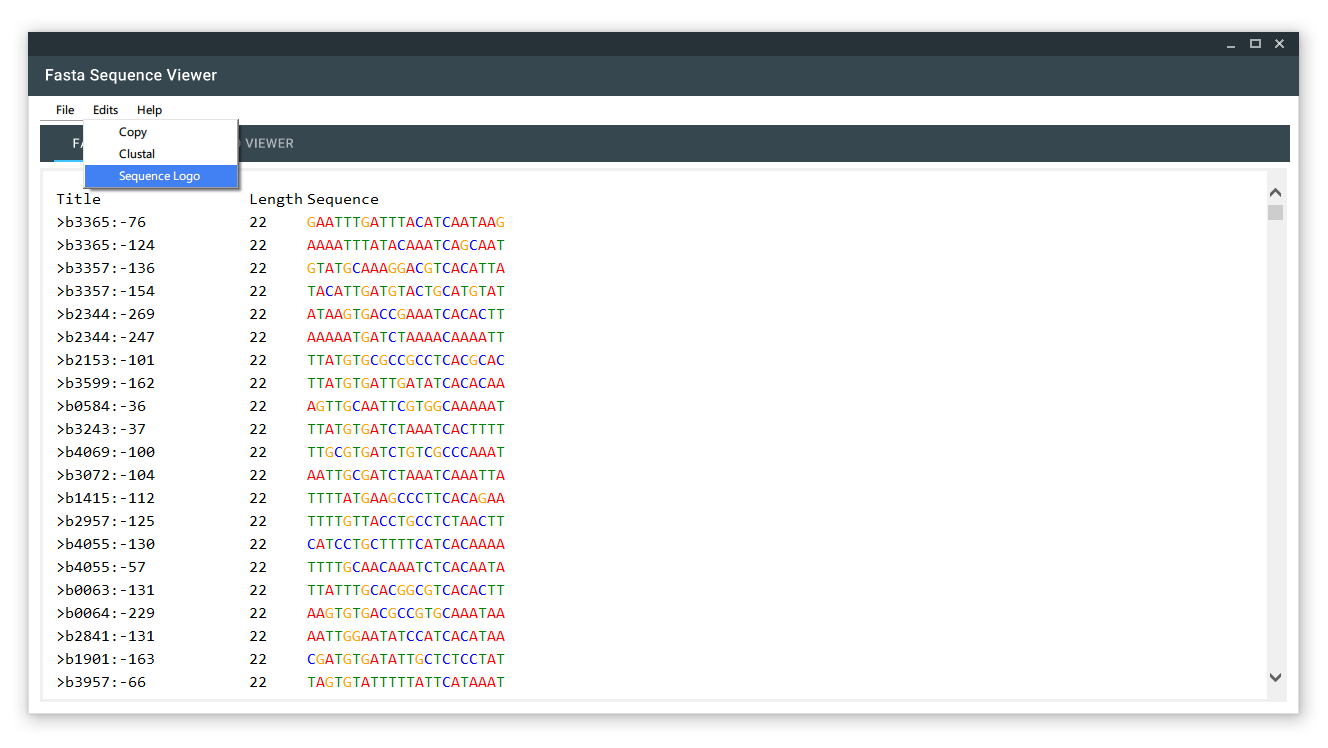 Fasta Sequence Viewer
File Edits Help
Copy
Clustal
VIEWER
Sequence Logo
Title Length Sequence
>b3365:-76 22 GAATTTGATTTACATCAATAAG
>b3365:-124 22 AAAATTTATACAAATCAGCAAT
>b3357:-136 22 GTATGCAAAGGACGTCACATTA
>b3357:-154 22 TACATTGATGTACTGCATGTAT
>b2344:-269 22 ATAAGTGACCGAAATCACACTT
>b2344:-247 22 AAAAATGATCTAAAACAAAATT
>b2153:-101 22 TTATGTGCGCCGCCTCACGCAC
>b3599:-162 22 TTATGTGATTGATATCACACAA
>b0584:-36 22 AGTTGCAATTCGTGGCAAAAAT
>b3243:-37 22 TTATGTGATCTAAATCACTTTT
>b4069:-100 22 TTGCGTGATCTGTCGCCCAAAT
>b3072:-104 22 AATTGCGATCTAAATCAAATTA
>b1415:-112 22 TTTTATGAAGCCCTTCACAGAA
>b2957:-125 22 TTTTGTTACCTGCCTCTAACTT
>b4055:-130 22 CATCCTGCTTTTCATCACAAAA
>b4055:-57 22 TTTTGCAACAAATCTCACAATA
>b0063:-131 22 TTATTTGCACGGCGTCACACTT
>b0064:-229 22 AAGTGTGACGCCGTGCAAATAA
>b2841:-131 22 AATTGGAATATCCATCACATAA
>b1901:-163 22 CGATGTGATATTGCTCTCCTAT
>b3957:-66 22 TAGTGTATTTTTATTCATAAAT